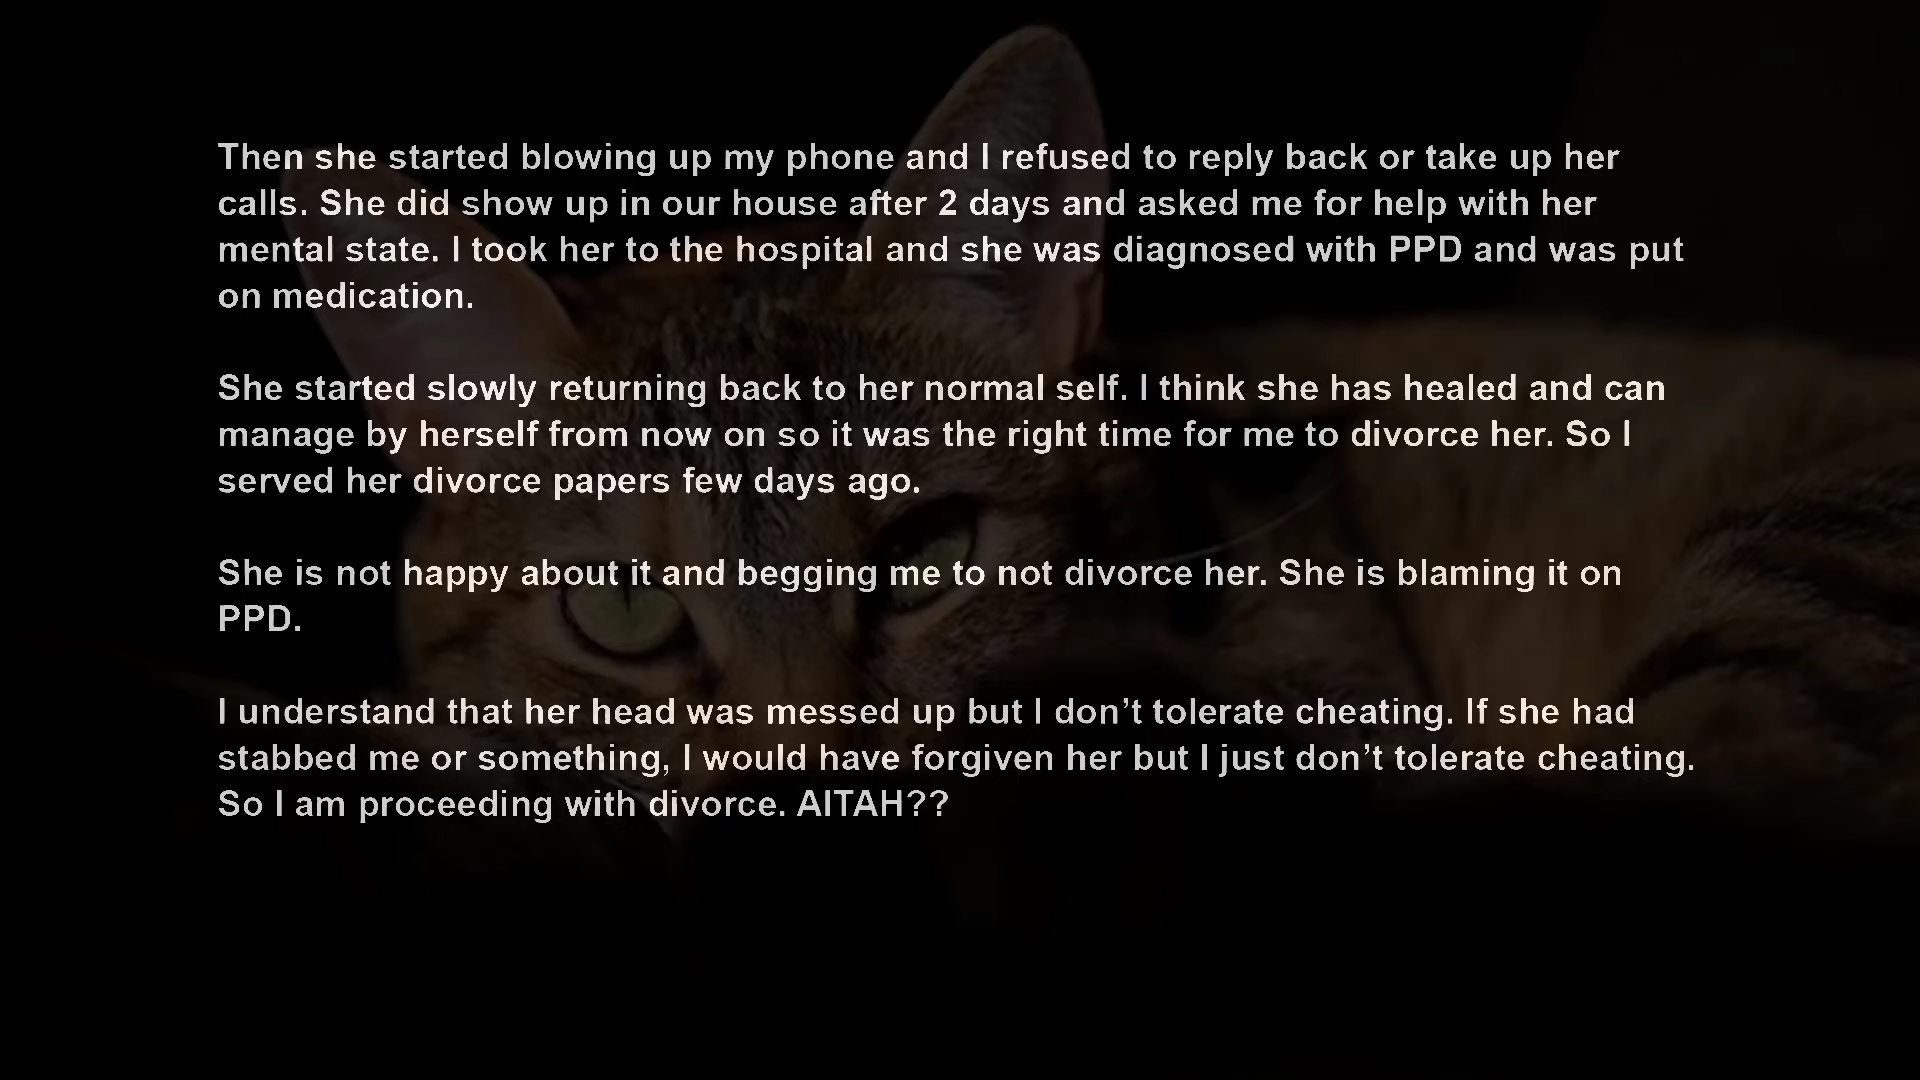 Then she started blowing up my phone and I refused to reply back or take up her
calls. She did show up in our house after 2 days and asked me for help with her
mental state. I took her to the hospital and she was diagnosed with PPD and was put
on medication.
She started slowly returning back to her normal self. I think she has healed and can
manage by herself from now on so it was the right time for me to divorce her. So I
served her divorce papers few days ago.
She is not happy about it and begging me to not divorce her. She is blaming it on
PPD.
I understand that her head was messed up but I don’t tolerate cheating. If she had
stabbed me or something, I would have forgiven her but I just don’t tolerate cheating.
So I am proceeding with divorce. AITAH??